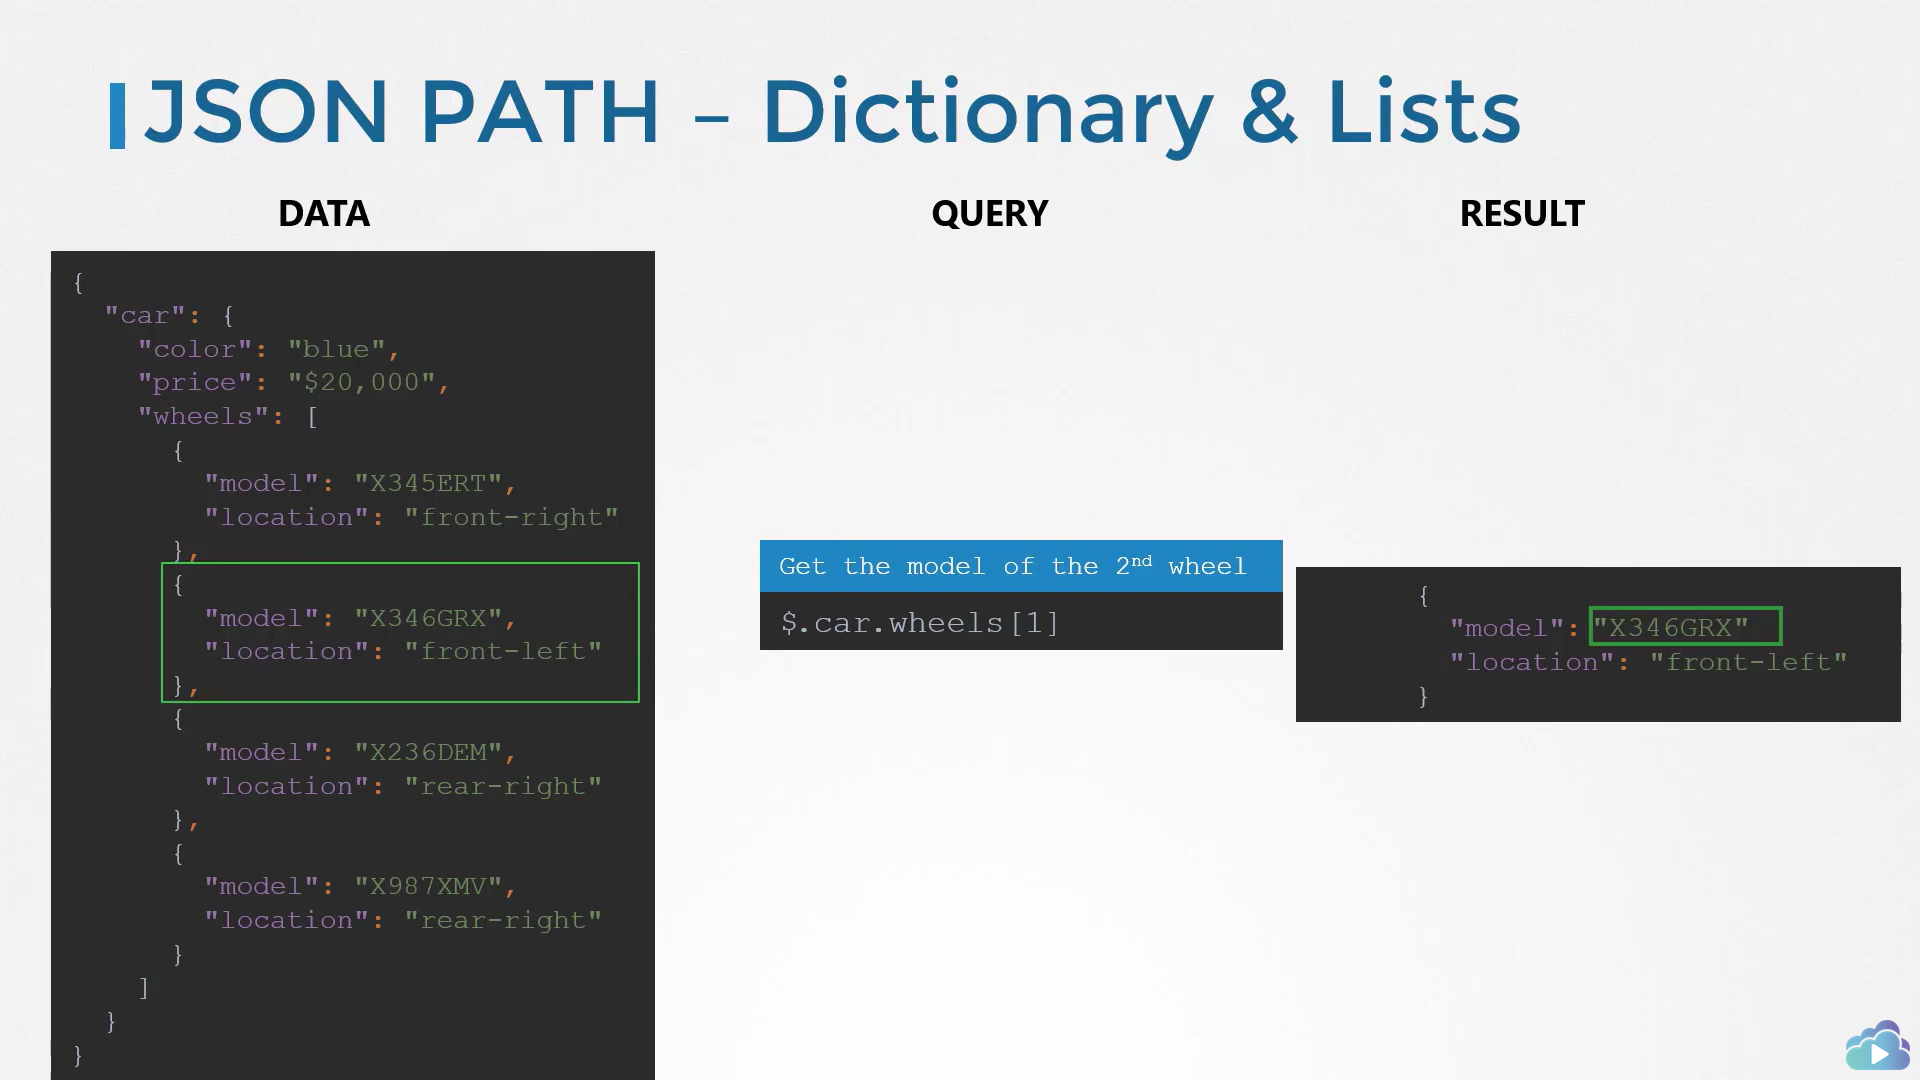 JSON PATH – Dictionary & Lists
DATA
{
"car": {
"color": "blue",
"price": "$20,000",
"wheels": [
{
"model": "X345ERT",
"location": "front-right"
},
{
"model": "X346GRX",
"location": "front-left"
},
{
"model": "X236DEM",
"location": "rear-right"
},
{
"model": "X987XMV",
"location": "rear-right"
}
]
}
}
QUERY
Get the model of the 2nd wheel
$.car.wheels[1]
RESULT
{
"model": "X346GRX"
"location": "front-left"
}